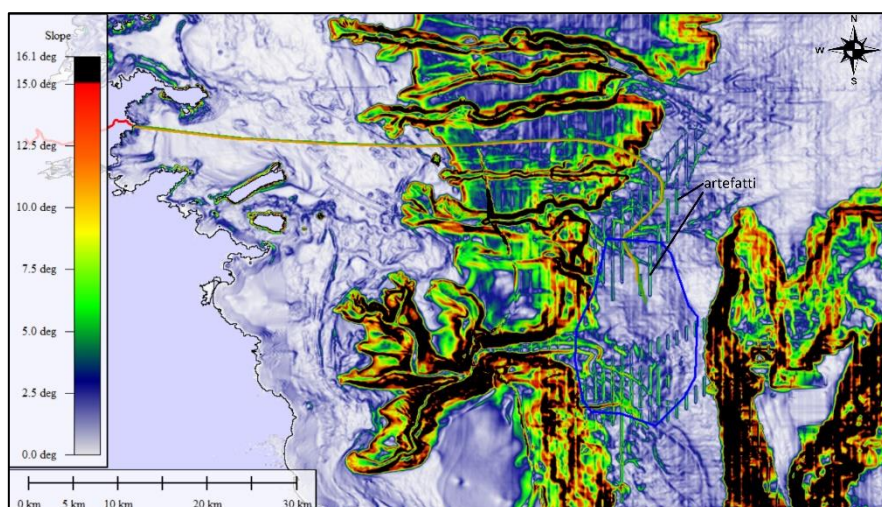 Slope
16.1 deg
15.0 deg
12.5 deg
10.0 deg
7.5 deg
5.0 deg
2.5 deg
0.0 deg
0 km 5 km 10 km 20 km 30 km
N
W E
S
artefatti